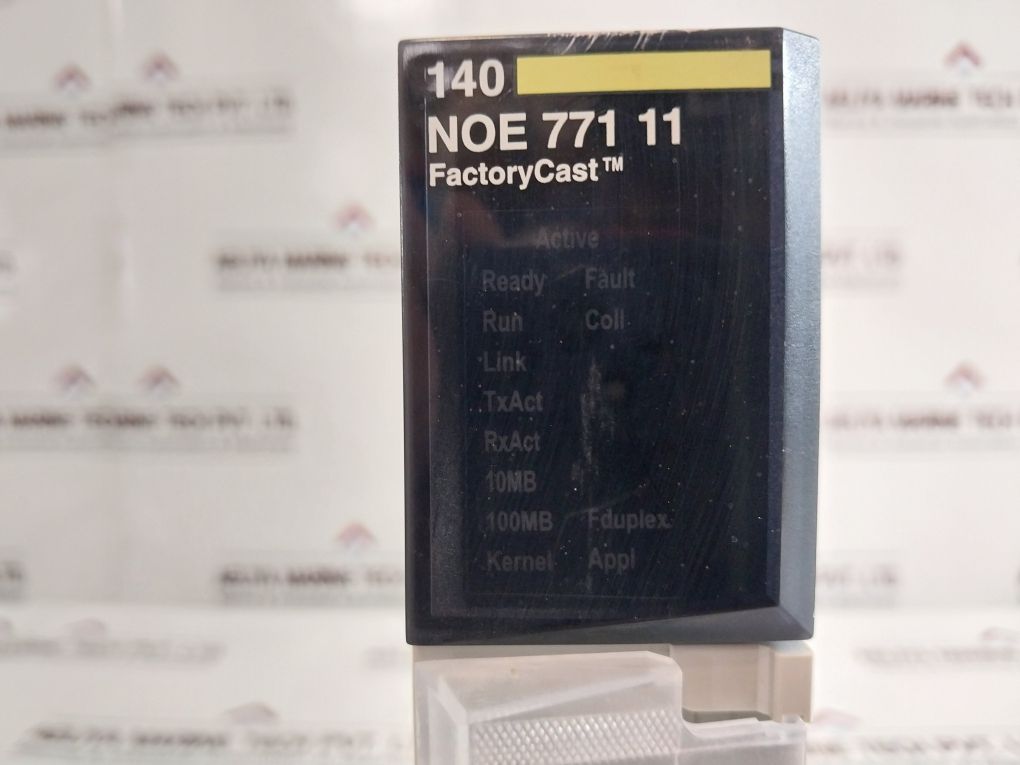 140
NOE 771 11
FactoryCast™
Active
Ready Fault
Run Coll
Link
TxAct
RxAct
10MB
100MB Fduplex
Kernel Appl